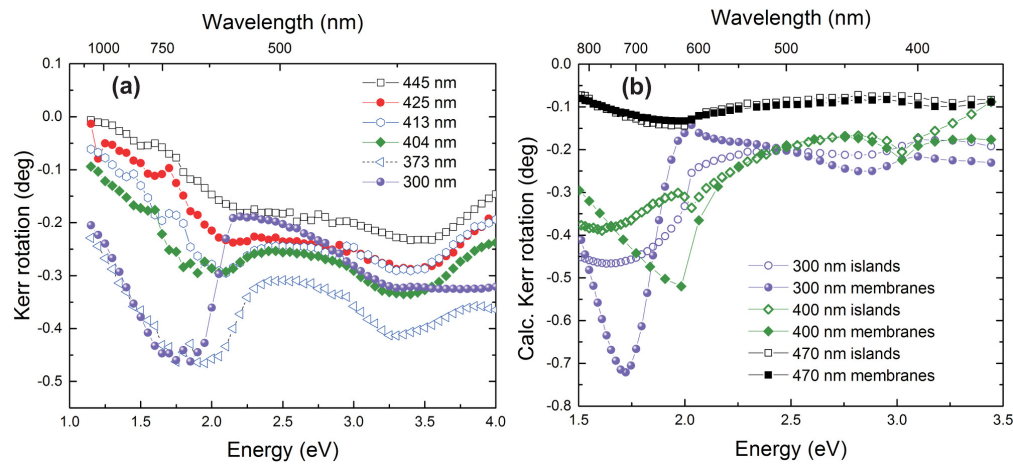 Wavelength (nm)
1000 750 500
(a)
0.1
0.0
-0.1
-0.2
-0.3
-0.4
-0.5
Kerr rotation (deg)
445 nm
425 nm
413 nm
404 nm
373 nm
300 nm
1.0 1.5 2.0 2.5 3.0 3.5 4.0
Energy (eV)
Wavelength (nm)
800 700 600 500 400
(b)
0.0
-0.1
-0.2
-0.3
-0.4
-0.5
-0.6
-0.7
-0.8
Calc. Kerr rotation (deg)
300 nm islands
300 nm membranes
400 nm islands
400 nm membranes
470 nm islands
470 nm membranes
1.5 2.0 2.5 3.0 3.5
Energy (eV)